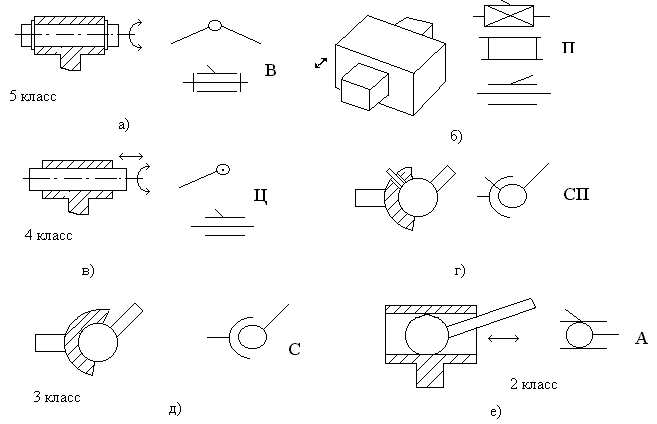 В
5 класс
а)
П
б)
Ц
4 класс
в)
СП
г)
С
3 класс
д)
А
2 класс
е)